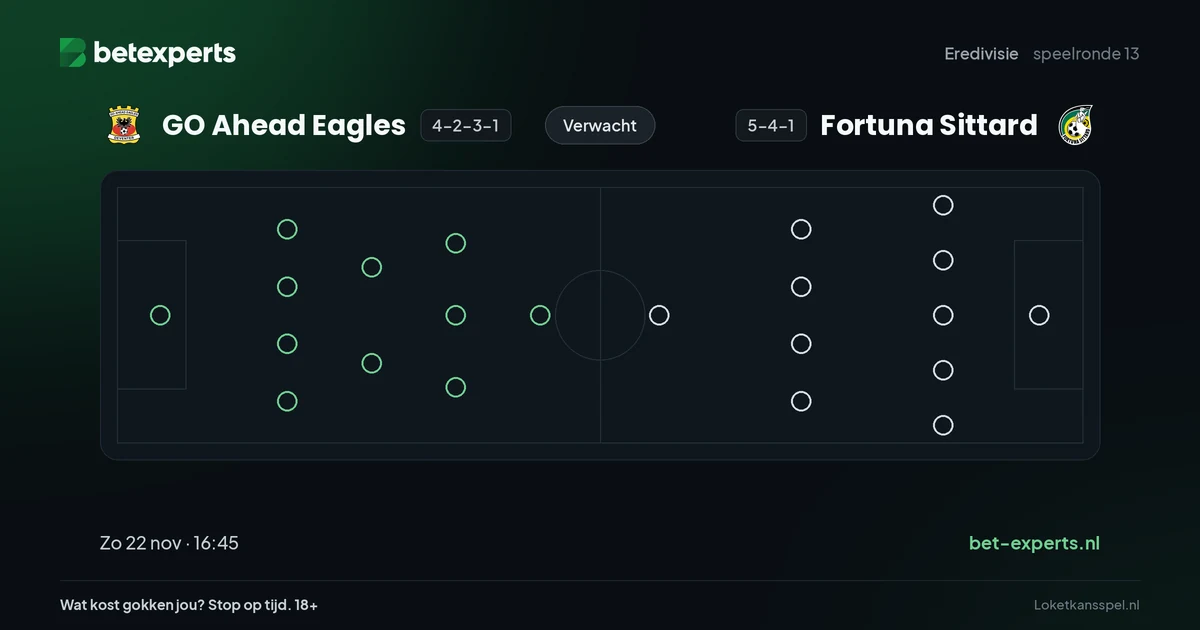 betexperts
Eredivisie speelronde 13
GO Ahead Eagles 4-2-3-1 Verwacht 5-4-1 Fortuna Sittard
Zo 22 nov · 16:45
bet-experts.nl
Wat kost gokken jou? Stop op tijd. 18+
Loketkansspel.nl